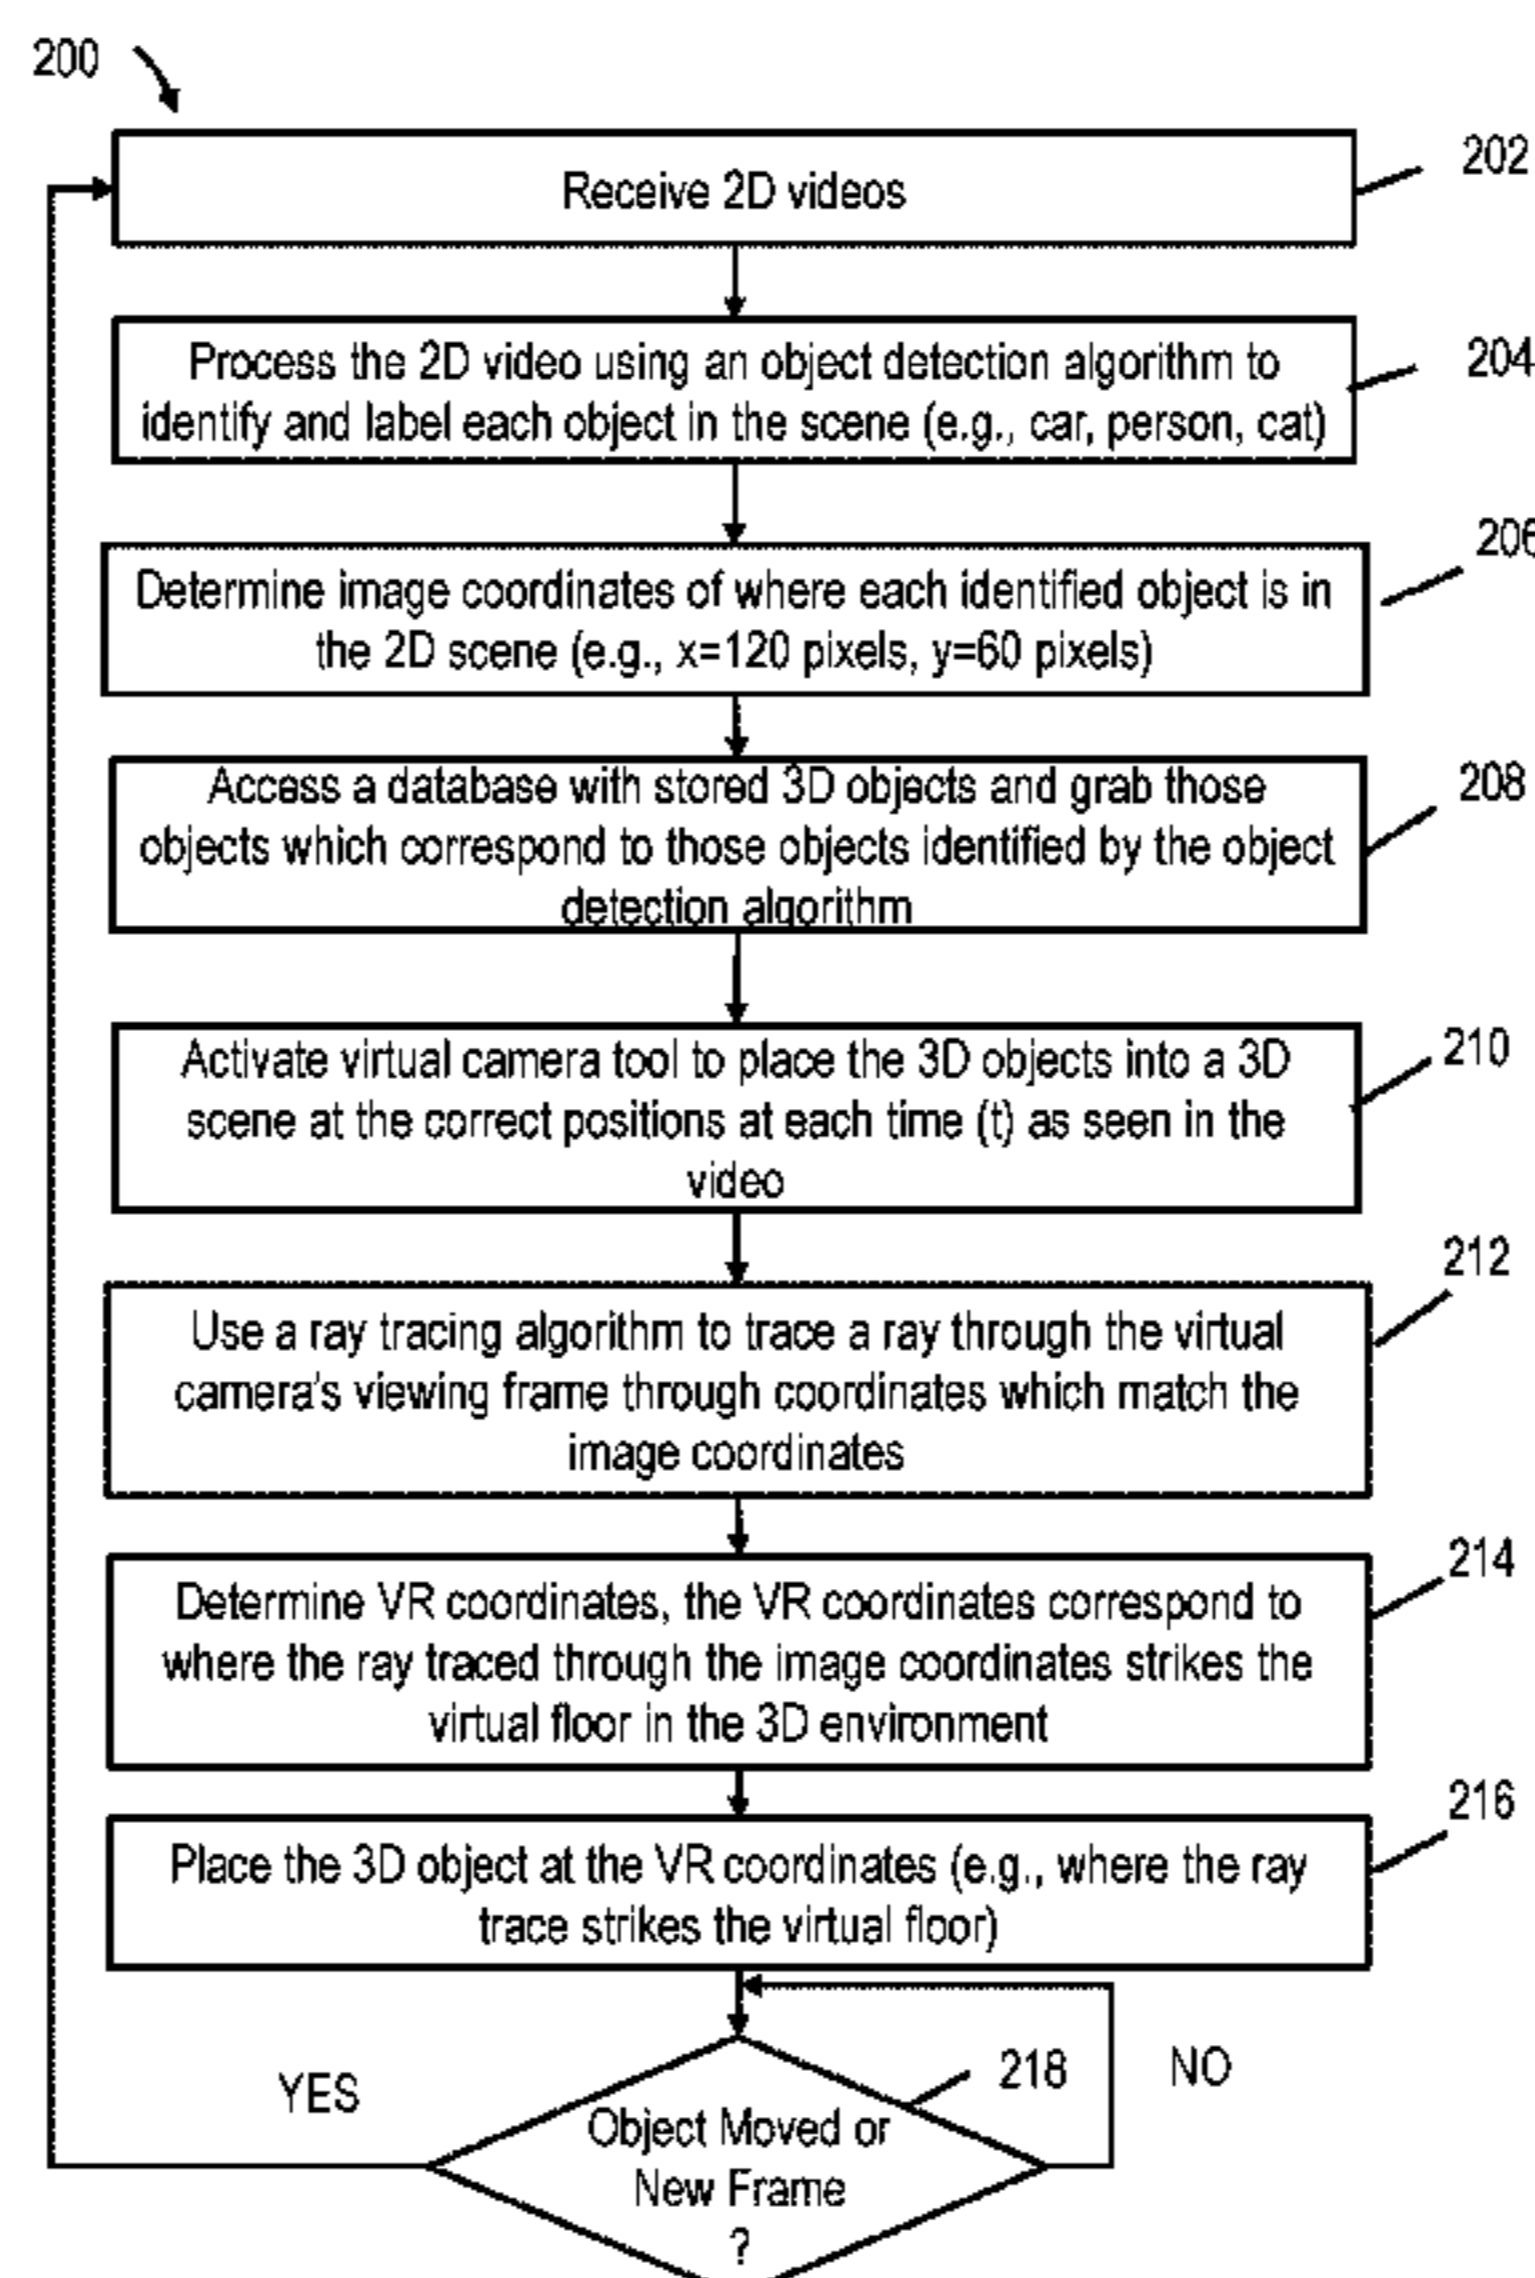 200
202
Receive 2D videos
204
Process the 2D video using an object detection algorithm to
identify and label each object in the scene (e.g., car, person, cat)
206
Determine image coordinates of where each identified object is in
the 2D scene (e.g., x=120 pixels, y=60 pixels)
208
Access a database with stored 3D objects and grab those
objects which correspond to those objects identified by the object
detection algorithm
210
Activate virtual camera tool to place the 3D objects into a 3D
scene at the correct positions at each time (t) as seen in the
video
212
Use a ray tracing algorithm to trace a ray through the virtual
camera's viewing frame through coordinates which match the
image coordinates
214
Determine VR coordinates, the VR coordinates correspond to
where the ray traced through the image coordinates strikes the
virtual floor in the 3D environment
216
Place the 3D object at the VR coordinates (e.g., where the ray
trace strikes the virtual floor)
218
NO
YES
Object Moved or
New Frame
?